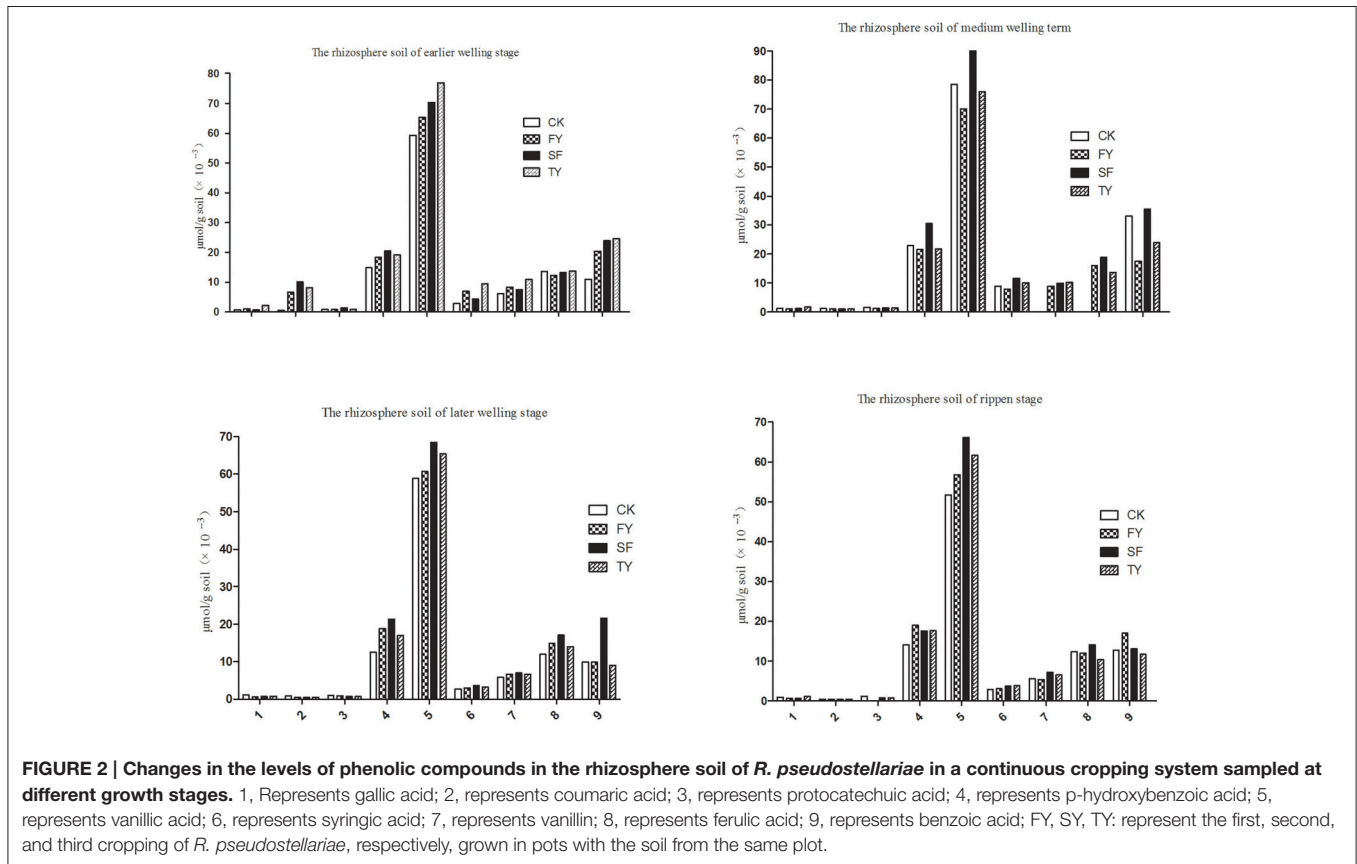 The rhizosphere soil of earlier welling stage
80
70
60
50
40
30
20
10
0
μmol/g soil (× 10 −3)
CK
FY
SF
TY
The rhizosphere soil of medium welling term
90
80
70
60
50
40
30
20
10
0
μmol/g soil (× 10 −3)
CK
FY
SF
TY
The rhizosphere soil of later welling stage
70
60
50
40
30
20
10
0
μmol/g soil (× 10 −3)
CK
FY
SF
TY
1 2 3 4 5 6 7 8 9
The rhizosphere soil of rippen stage
70
60
50
40
30
20
10
0
μmol/g soil (× 10 −3)
CK
FY
SF
TY
1 2 3 4 5 6 7 8 9
FIGURE 2 | Changes in the levels of phenolic compounds in the rhizosphere soil of R. pseudostellariae in a continuous cropping system sampled at
different growth stages. 1, Represents gallic acid; 2, represents coumaric acid; 3, represents protocatechuic acid; 4, represents p-hydroxybenzoic acid; 5,
represents vanillic acid; 6, represents syringic acid; 7, represents vanillin; 8, represents ferulic acid; 9, represents benzoic acid; FY, SY, TY: represent the first, second,
and third cropping of R. pseudostellariae, respectively, grown in pots with the soil from the same plot.